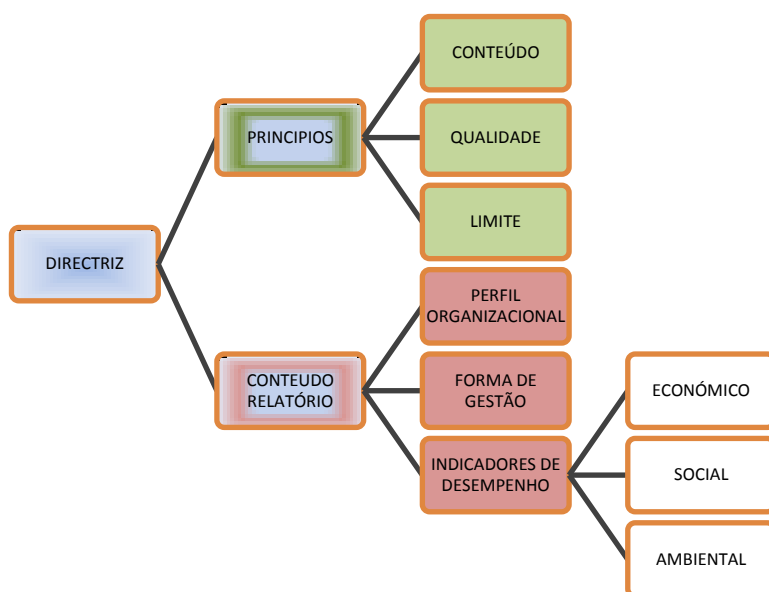 DIRECTRIZ
PRINCIPIOS
CONTEÚDO
QUALIDADE
LIMITE
CONTEUDO
RELATÓRIO
PERFIL
ORGANIZACIONAL
FORMA DE
GESTÃO
INDICADORES DE
DESEMPENHO
ECONÓMICO
SOCIAL
AMBIENTAL